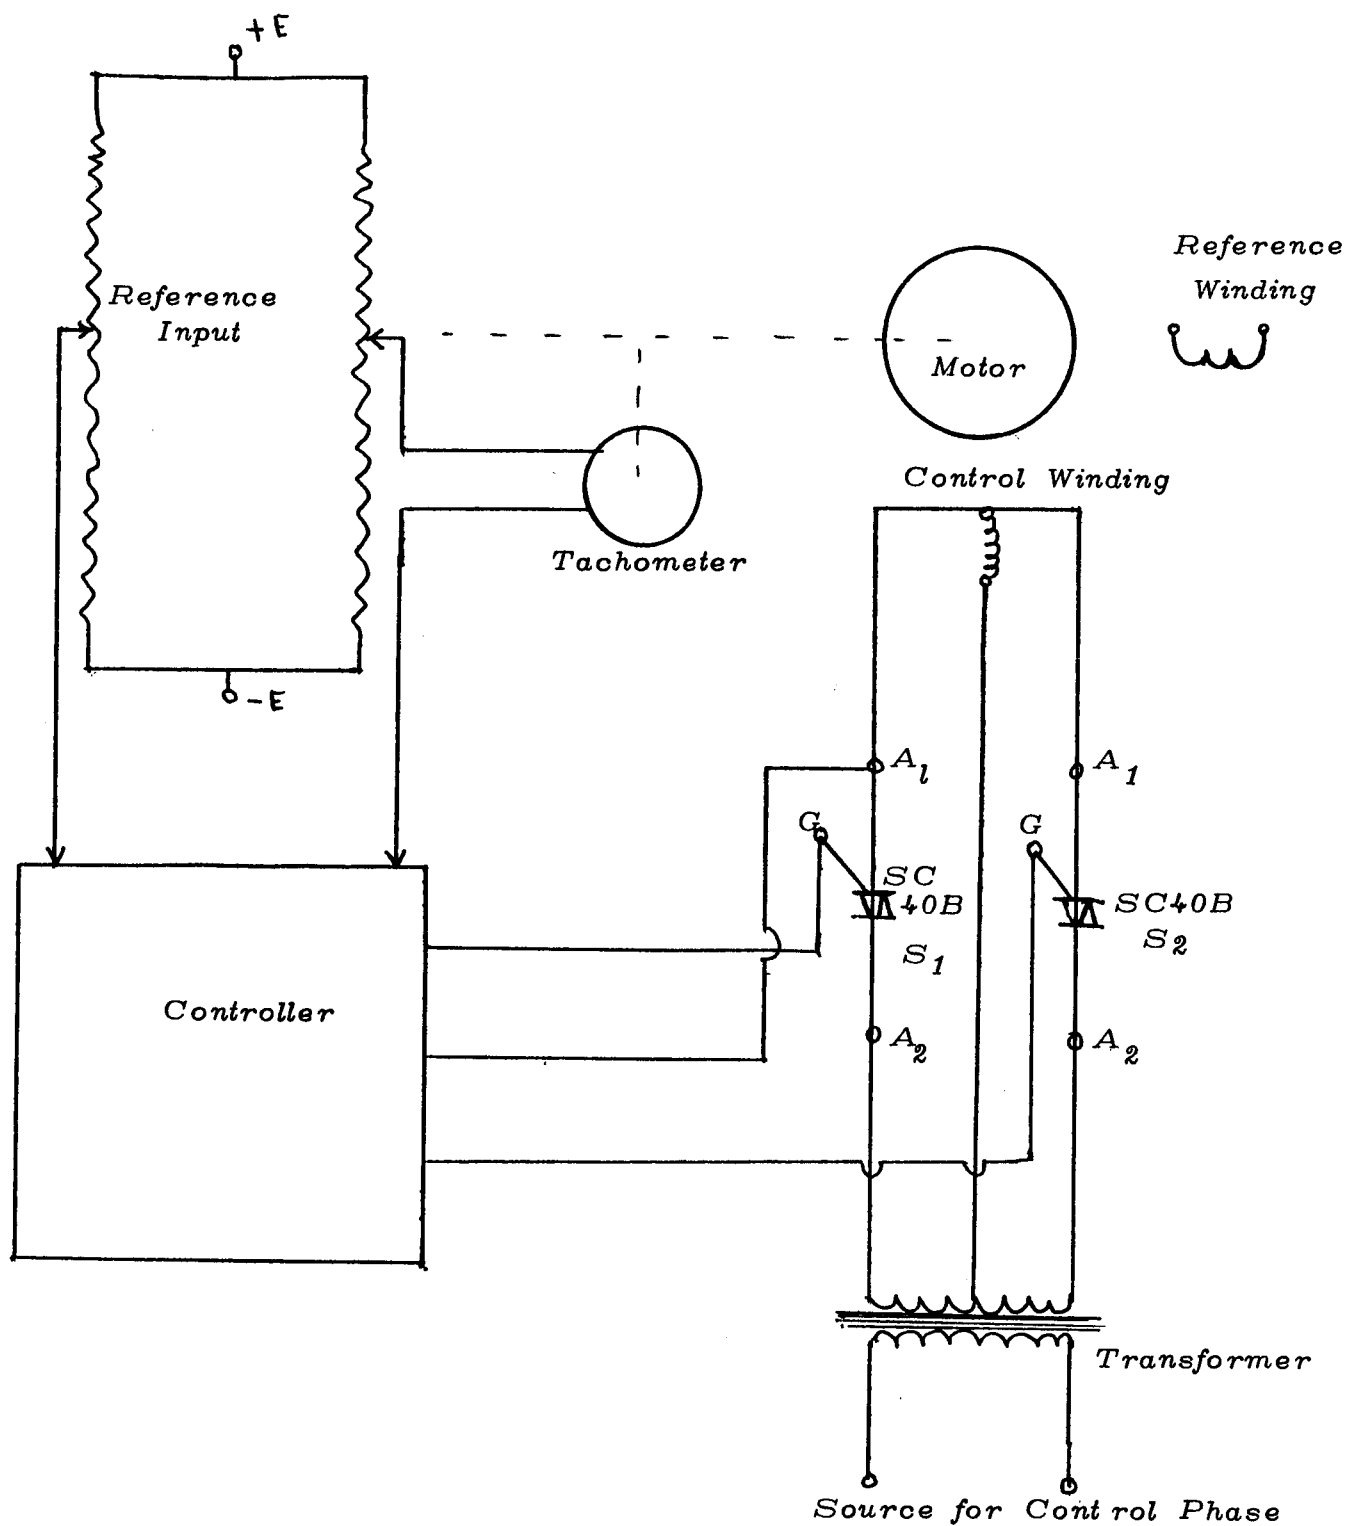 +E
Reference
Input
-E
Reference
Winding
Motor
Control Winding
Tachometer
A1
A1
G
G
SC
40B
S1
SC40B
S2
A2
A2
Controller
Transformer
Source for Control Phase